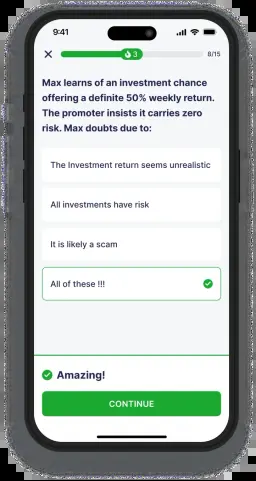 9:41
3
8/15
Max learns of an investment chance
offering a definite 50% weekly return.
The promoter insists it carries zero
risk. Max doubts due to:
The Investment return seems unrealistic
All investments have risk
It is likely a scam
All of these !!!
Amazing!
CONTINUE